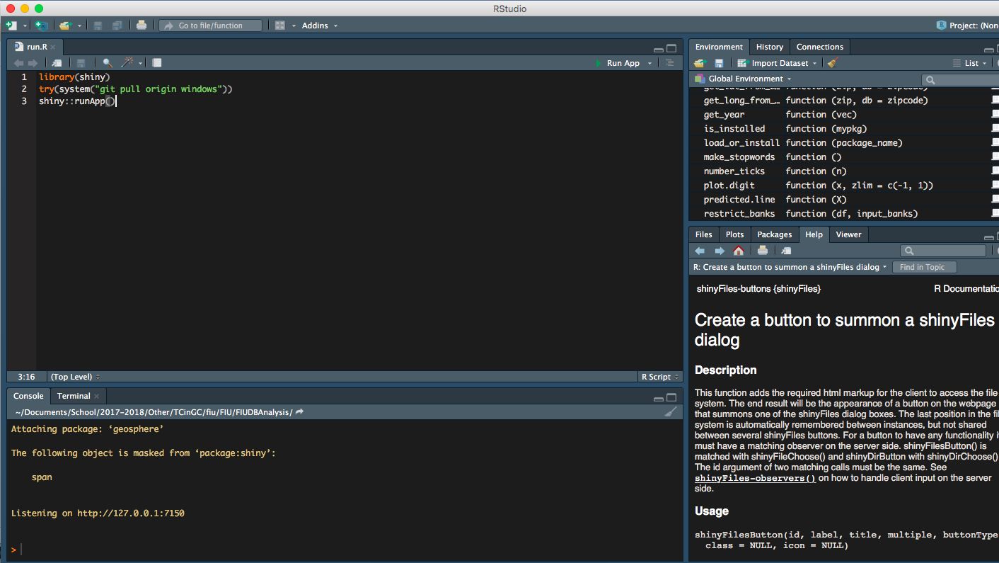 RStudio
Go to file/function
Addins
Project: (Non
run.R
Run App
1 library(shiny)
2 try(system("git pull origin windows"))
3 shiny::runApp()
3:16 (Top Level) R Script
Console Terminal
~/Documents/School/2017-2018/Other/TCinGC/fiu/FIU/FIUDBAnalysis/
Attaching package: ‘geosphere’
The following object is masked from ‘package:shiny’:
span
Listening on http://127.0.0.1:7150
>
Environment History Connections
Import Dataset List
Global Environment
get_lat_from_z… function (zip, db = zipcode)
get_long_from_… function (zip, db = zipcode)
get_year function (vec)
is_installed function (mypkg)
load_or_install function (package_name)
make_stopwords function ()
number_ticks function (n)
plot.digit function (x, zlim = c(-1, 1))
predicted.line function (X)
restrict_banks function (df, input_banks)
Files Plots Packages Help Viewer
R: Create a button to summon a shinyFiles dialog Find in Topic
shinyFiles-buttons {shinyFiles} R Documentatio
Create a button to summon a shinyFiles
dialog
Description
This function adds the required html markup for the client to access the file
system. The end result will be the appearance of a button on the webpage
that summons one of the shinyFiles dialog boxes. The last position in the fil
system is automatically remembered between instances, but not shared
between several shinyFiles buttons. For a button to have any functionality i
must have a matching observer on the server side. shinyFilesButton() is
matched with shinyFileChoose() and shinyDirButton with shinyDirChoose()
The id argument of two matching calls must be the same. See
shinyFiles-observers() on how to handle client input on the server
side.
Usage
shinyFilesButton(id, label, title, multiple, buttonType
class = NULL, icon = NULL)